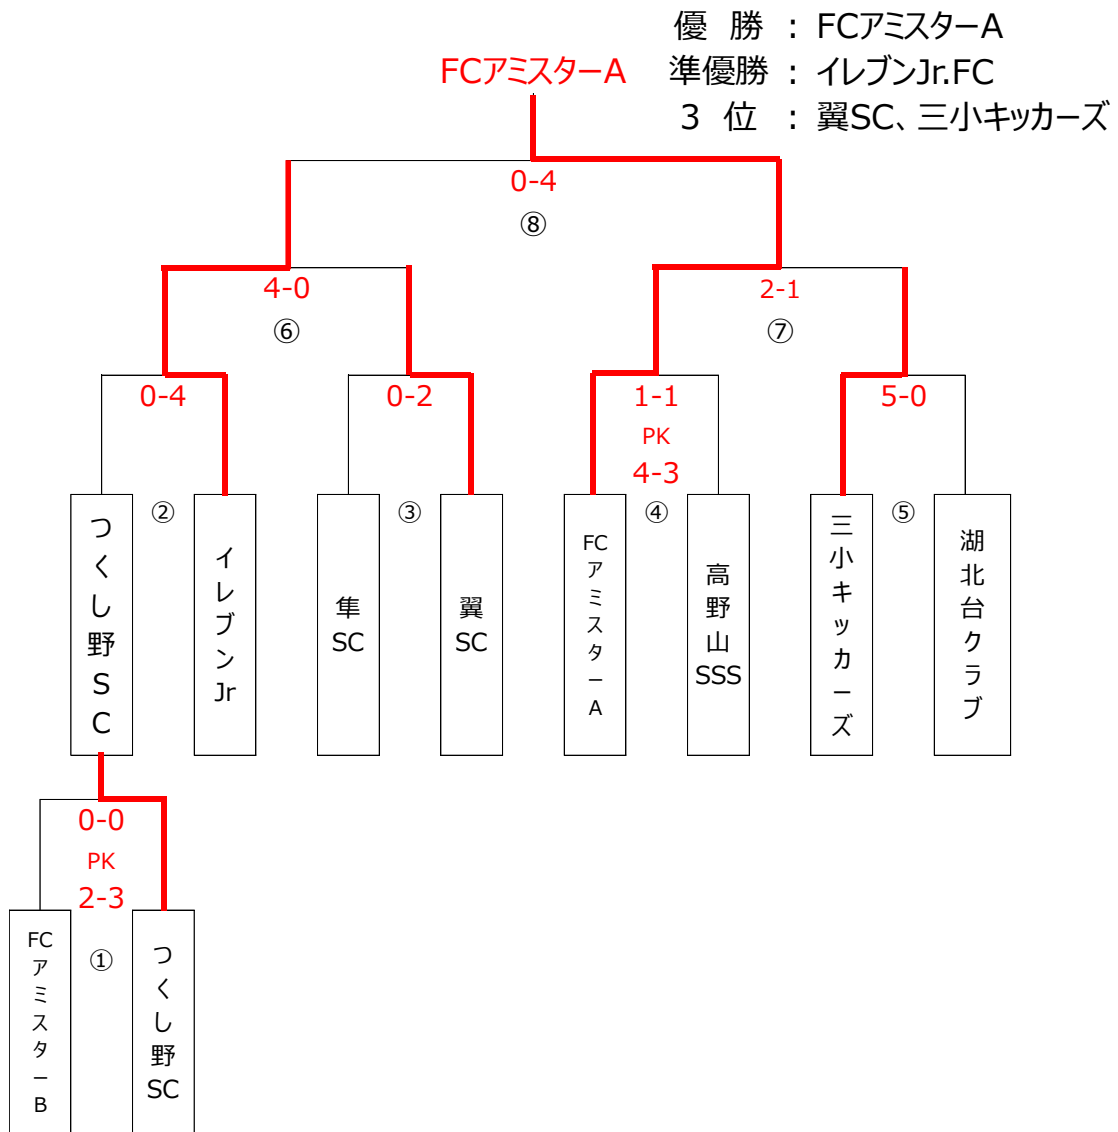 優 勝 : FCアミスターA
FCアミスターA
準優勝 : イレブンJr.FC
3 位 : 翼SC、三小キッカーズ
0-4
⑧
4-0
2-1
⑥
⑦
0-4
0-2
1-1
5-0
PK
4-3
②
③
④
⑤
つくし野SC
イレブンJr
隼SC
翼SC
FCアミスターA
高野山SSS
三小キッカーズ
湖北台クラブ
0-0
PK
2-3
①
FCアミスターB
つくし野SC